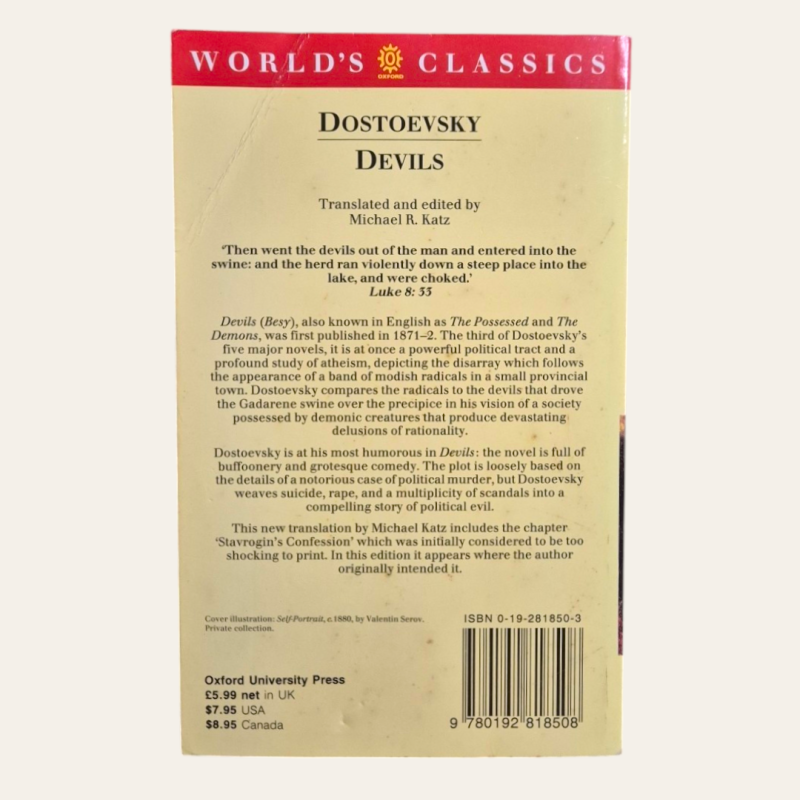 WORLD'S OXFORD CLASSICS
DOSTOEVSKY
DEVILS
Translated and edited by
Michael R. Katz
'Then went the devils out of the man and entered into the
swine: and the herd ran violently down a steep place into the
lake, and were choked.'
Luke 8: 33
Devils (Besy), also known in English as The Possessed and The
Demons, was first published in 1871–2. The third of Dostoevsky's
five major novels, it is at once a powerful political tract and a
profound study of atheism, depicting the disarray which follows
the appearance of a band of modish radicals in a small provincial
town. Dostoevsky compares the radicals to the devils that drove
the Gadarene swine over the precipice in his vision of a society
possessed by demonic creatures that produce devastating
delusions of rationality.
Dostoevsky is at his most humorous in Devils: the novel is full of
buffoonery and grotesque comedy. The plot is loosely based on
the details of a notorious case of political murder, but Dostoevsky
weaves suicide, rape, and a multiplicity of scandals into a
compelling story of political evil.
This new translation by Michael Katz includes the chapter
'Stavrogin's Confession' which was initially considered to be too
shocking to print. In this edition it appears where the author
originally intended it.
Cover illustration: Self-Portrait, c.1880, by Valentin Serov.
Private collection.
ISBN 0-19-281850-3
Oxford University Press
£5.99 net in UK
$7.95 USA
$8.95 Canada
9 780192 818508